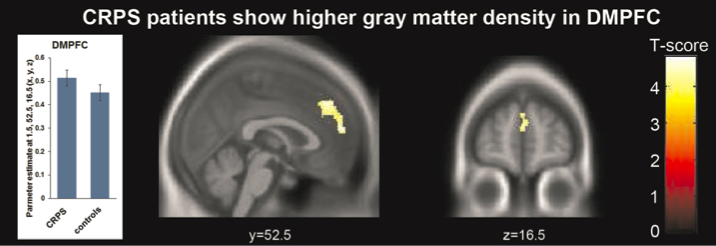 CRPS patients show higher gray matter density in DMPFC
DMPFC
Parmeter estimate at 1.5, 52.5, 16.5 (x, y, z)
0.6
0.5
0.4
0.3
0.2
0.1
0
CRPS
controls
y=52.5
z=16.5
T-score
4
3
2
1
0